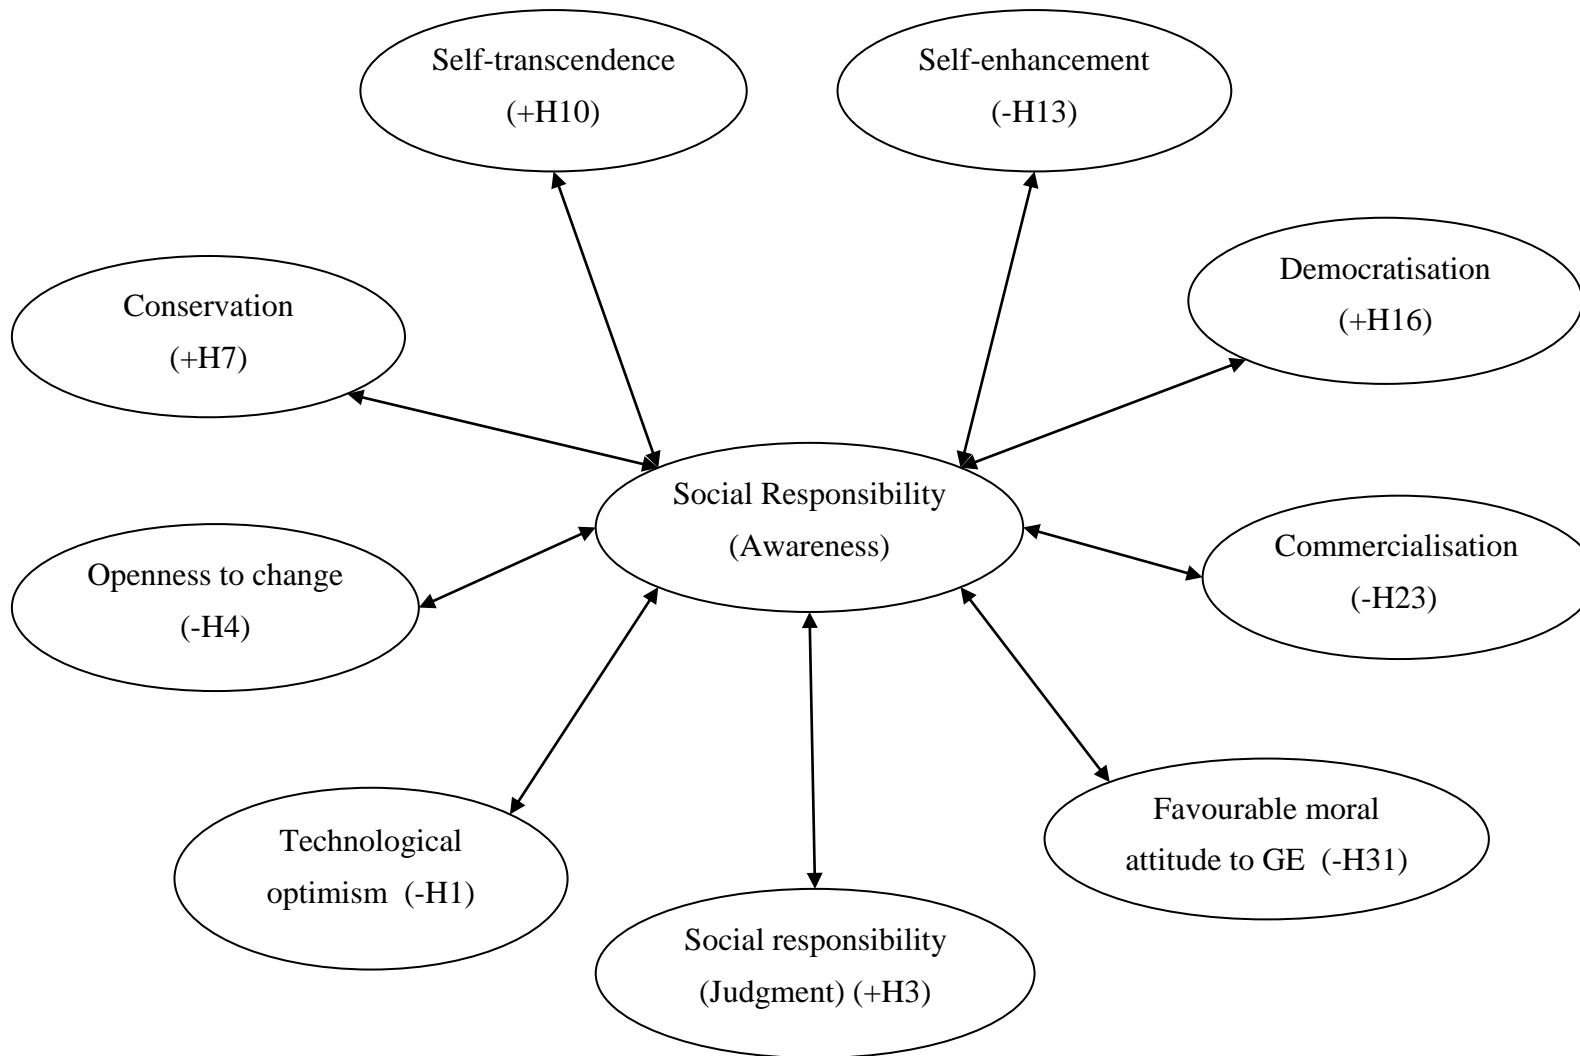 Self-transcendence
(+H10)
Self-enhancement
(-H13)
Conservation
(+H7)
Democratisation
(+H16)
Social Responsibility
(Awareness)
Openness to change
(-H4)
Commercialisation
(-H23)
Technological
optimism  (-H1)
Favourable moral
attitude to GE  (-H31)
Social responsibility
(Judgment) (+H3)